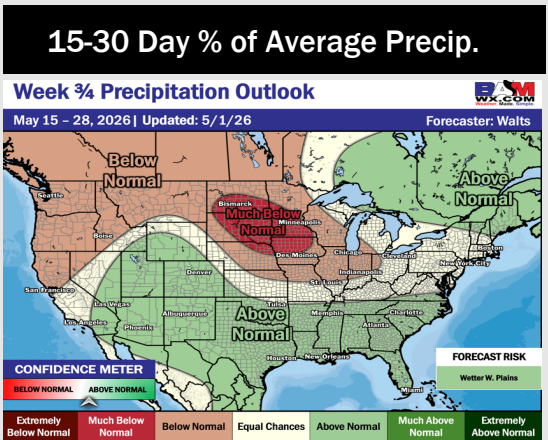 15-30 Day % of Average Precip.
Week ¾ Precipitation Outlook
BAM
WX.COM
Weather. Made. Simple.
May 15 – 28, 2026| Updated: 5/1/26
Forecaster: Walts
Below
Normal
Above
Normal
Seattle
Bismarck
Much Below
Normal
Minneapolis
Boise
Des Moines
Chicago
Cleveland
Boston
New York City
Indianapolis
Denver
St. Louis
San Francisco
Las Vegas
Los Angeles
Albuquerque
Phoenix
Tulsa
Above
Normal
Memphis
Charlotte
Atlanta
Houston
New Orleans
Miami
CONFIDENCE METER
BELOW NORMAL
ABOVE NORMAL
FORECAST RISK
Wetter W. Plains
Extremely
Below Normal
Much Below
Normal
Below Normal
Equal Chances
Above Normal
Much Above
Normal
Extremely
Above Normal